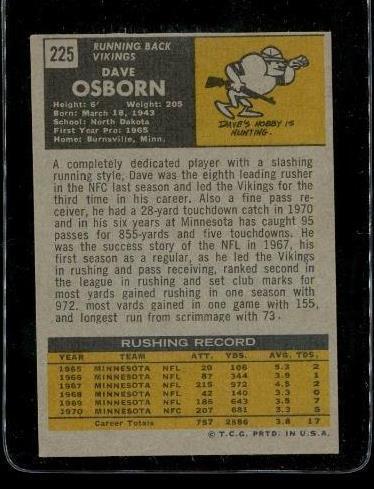 225
RUNNING BACK
VIKINGS
DAVE
OSBORN
Height: 6' Weight: 205
Born: March 18, 1943
School: North Dakota
First Year Pro: 1965
Home: Burnsville, Minn.
DAVE'S HOBBY IS
HUNTING.
A completely dedicated player with a slashing
running style, Dave was the eighth leading rusher
in the NFC last season and led the Vikings for the
third time in his career. Also a fine pass re-
ceiver, he had a 28-yard touchdown catch in 1970
and in his six years at Minnesota has caught 95
passes for 855-yards and five touchdowns. He
was the success story of the NFL in 1967, his
first season as a regular, as he led the Vikings
in rushing and pass receiving, ranked second in
the league in rushing and set club marks for
most yards gained rushing in one season with
972. most yards gained in one game with 155,
and longest run from scrimmage with 73.
RUSHING RECORD
YEAR TEAM ATT. YDS. AVG. TDS.
1965 MINNESOTA NFL 20 106 5.3 2
1966 MINNESOTA NFL 87 344 3.9 1
1967 MINNESOTA NFL 215 972 4.5 2
1968 MINNESOTA NFL 42 140 3.3 0
1969 MINNESOTA NFL 186 643 3.5 7
1970 MINNESOTA NFC 207 681 3.3 5
Career Totals 757 2886 3.8 17
© T.C.G. PRTD. IN U.S.A.